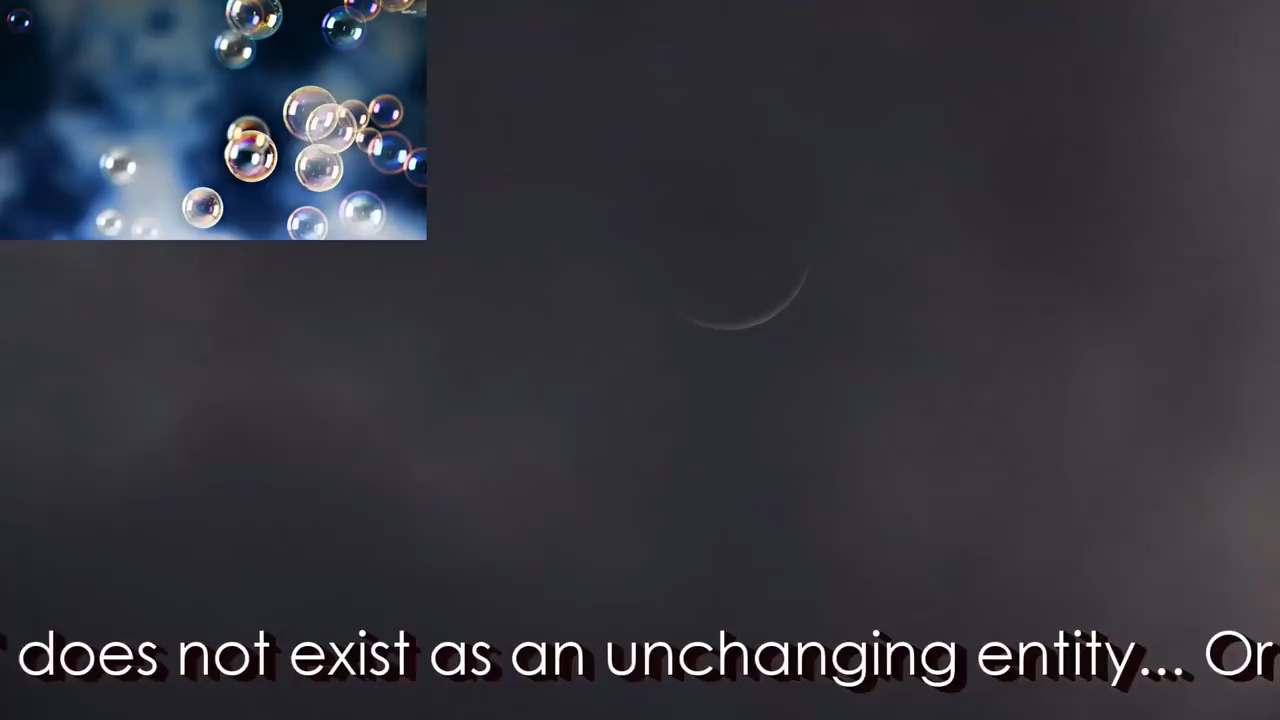 does not exist as an unchanging entity... Or